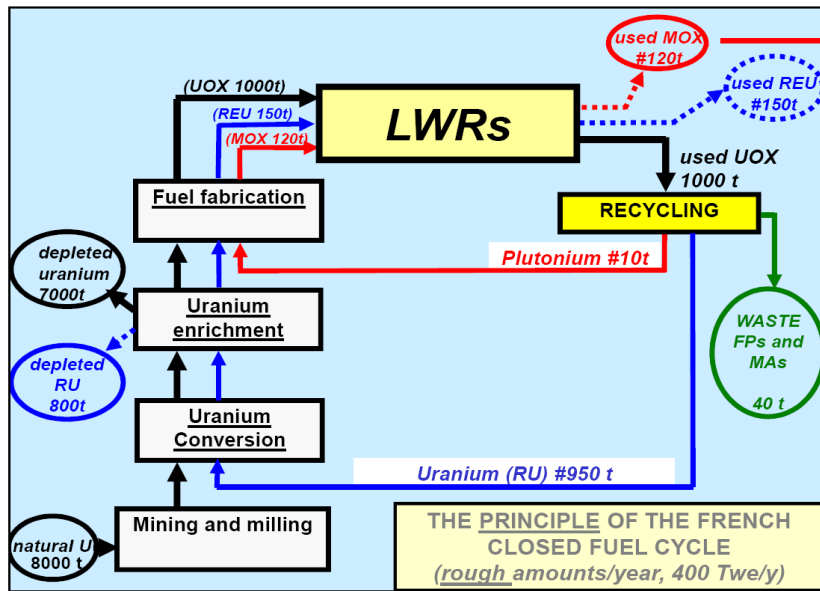 used MOX
#120t
used REU
#150t
(UOX 1000t)
(REU 150t)
(MOX 120t)
LWRs
used UOX
1000 t
Fuel fabrication
RECYCLING
Plutonium #10t
depleted
uranium
7000t
Uranium
enrichment
WASTE
FPs and
MAs
40 t
depleted
RU
800t
Uranium
Conversion
Uranium (RU) #950 t
Mining and milling
natural U
8000 t
THE PRINCIPLE OF THE FRENCH
CLOSED FUEL CYCLE
(rough amounts/year, 400 Twe/y)